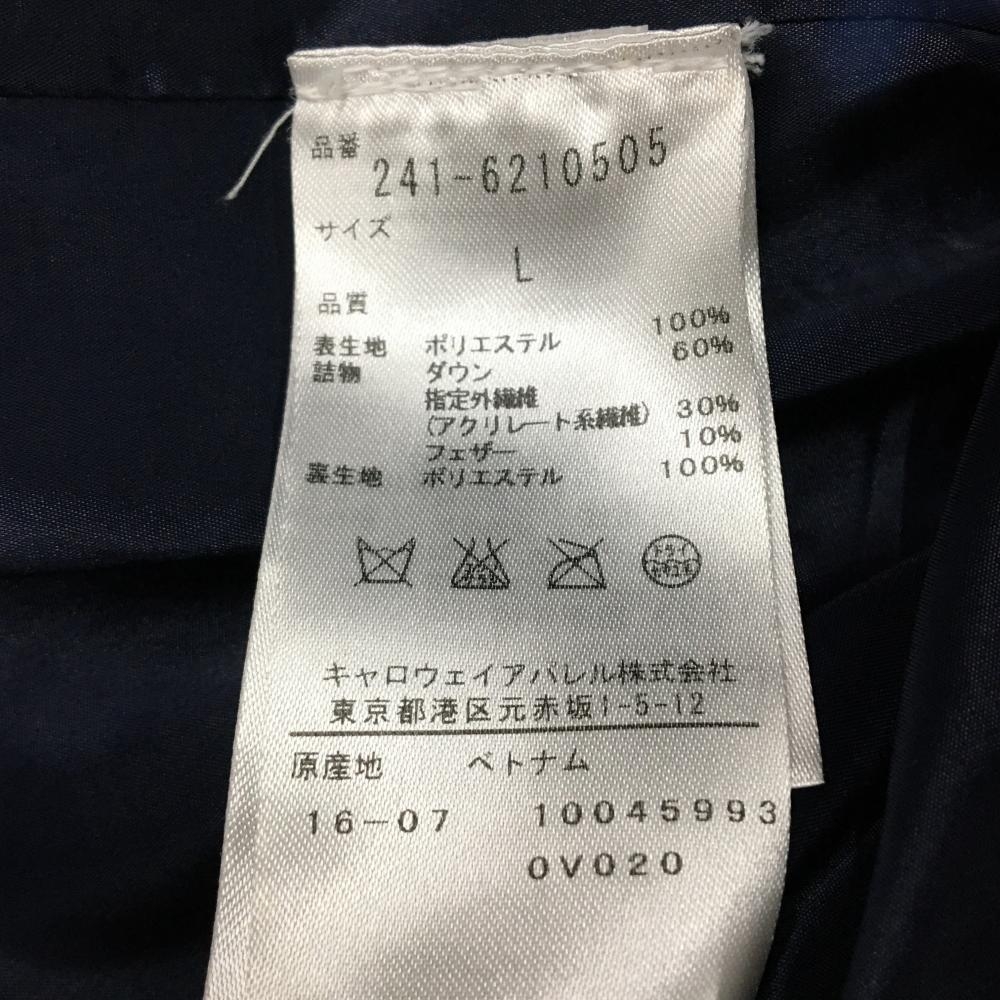 品番
241-6210505
サイズ
L
品質
100%
表生地 ポリエステル 60%
詰物 ダウン
指定外繊維
(アクリレート系繊維) 30%
フェザー 10%
裏生地 ポリエステル 100%
キャロウェイアパレル株式会社
東京都港区元赤坂1-5-12
原産地 ベトナム
16-07 10045993
0V020